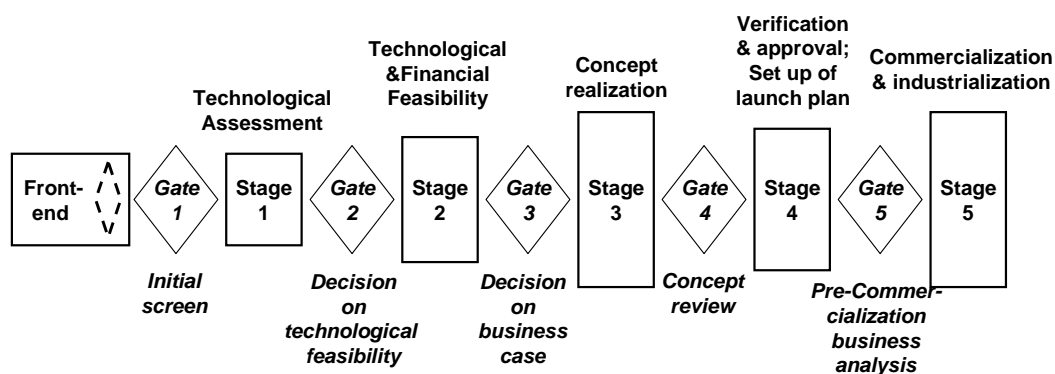 Technological
Assessment
Technological
&Financial
Feasibility
Concept
realization
Verification
& approval;
Set up of
launch plan
Commercialization
& industrialization
Front-
end
Gate
1
Stage
1
Gate
2
Stage
2
Gate
3
Stage
3
Gate
4
Stage
4
Gate
5
Stage
5
Initial
screen
Decision
on
technological
feasibility
Decision
on
business
case
Concept
review
Pre-Commer-
cialization
business
analysis